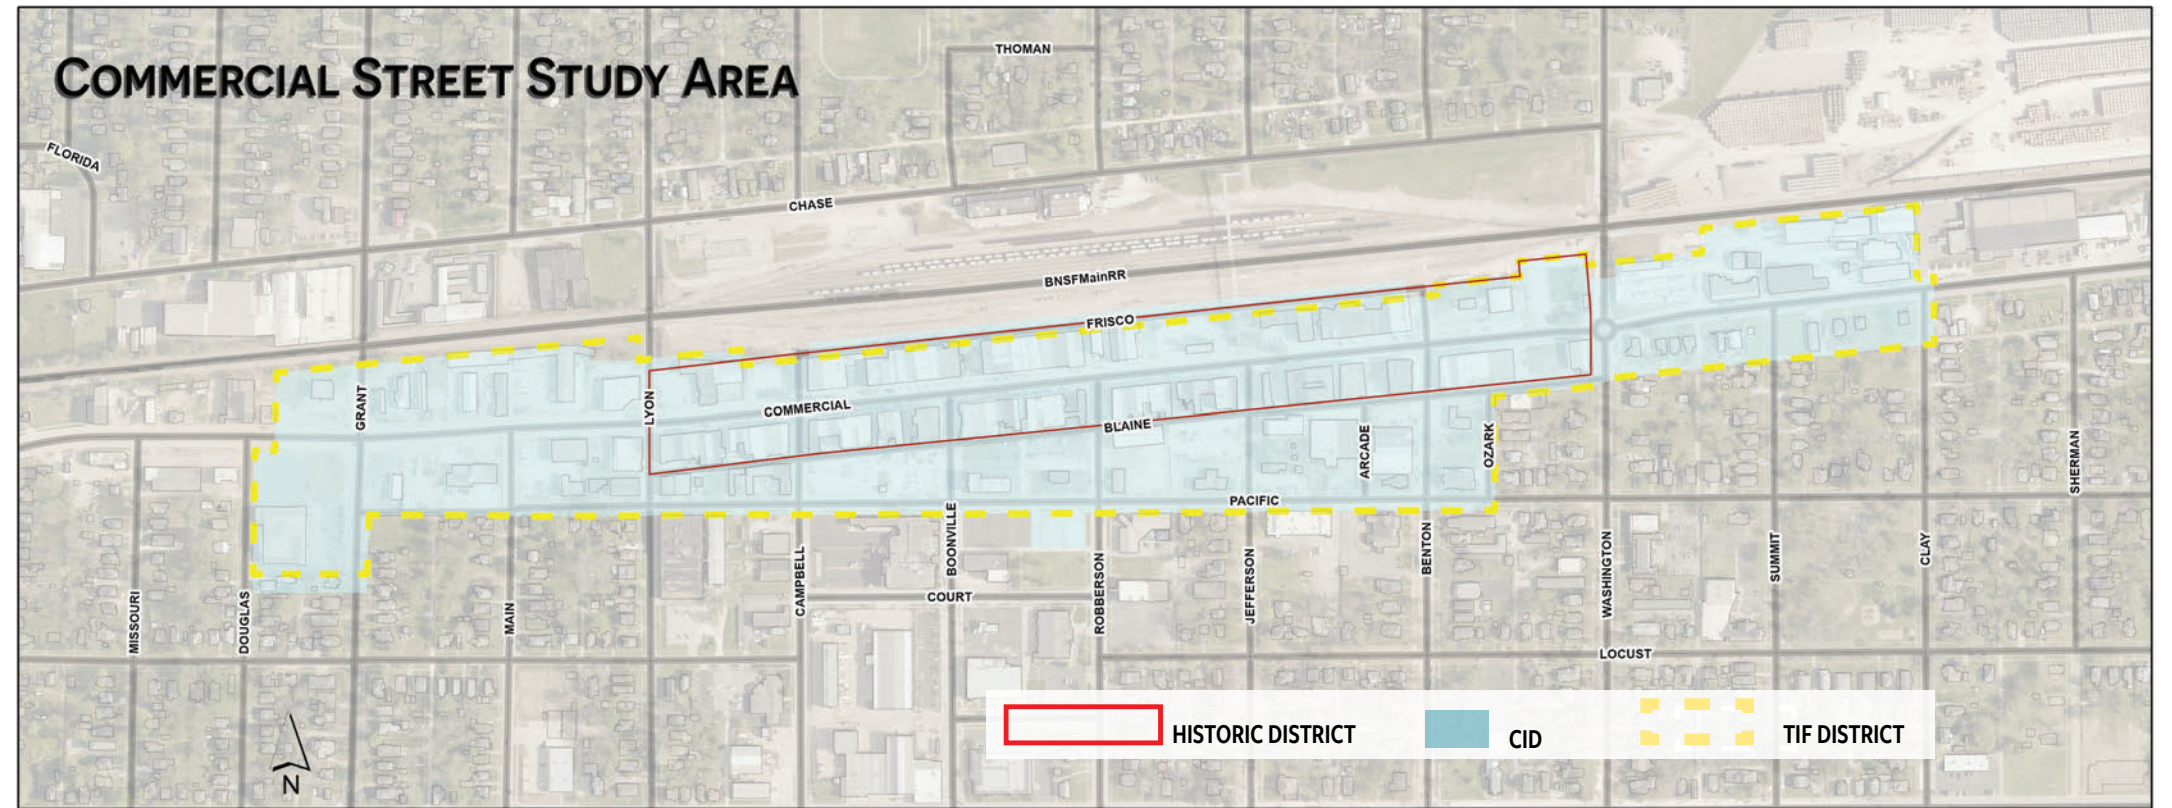 COMMERCIAL STREET STUDY AREA
THOMAN
FLORIDA
CHASE
BNSFMainRR
FRISCO
GRANT
LYON
COMMERCIAL
BLAINE
ARCADE
OZARK
SHERMAN
PACIFIC
MISSOURI
DOUGLAS
MAIN
CAMPBELL
BOONVILLE
COURT
ROBBERSON
JEFFERSON
BENTON
WASHINGTON
SUMMIT
CLAY
LOCUST
HISTORIC DISTRICT
CID
TIF DISTRICT
N